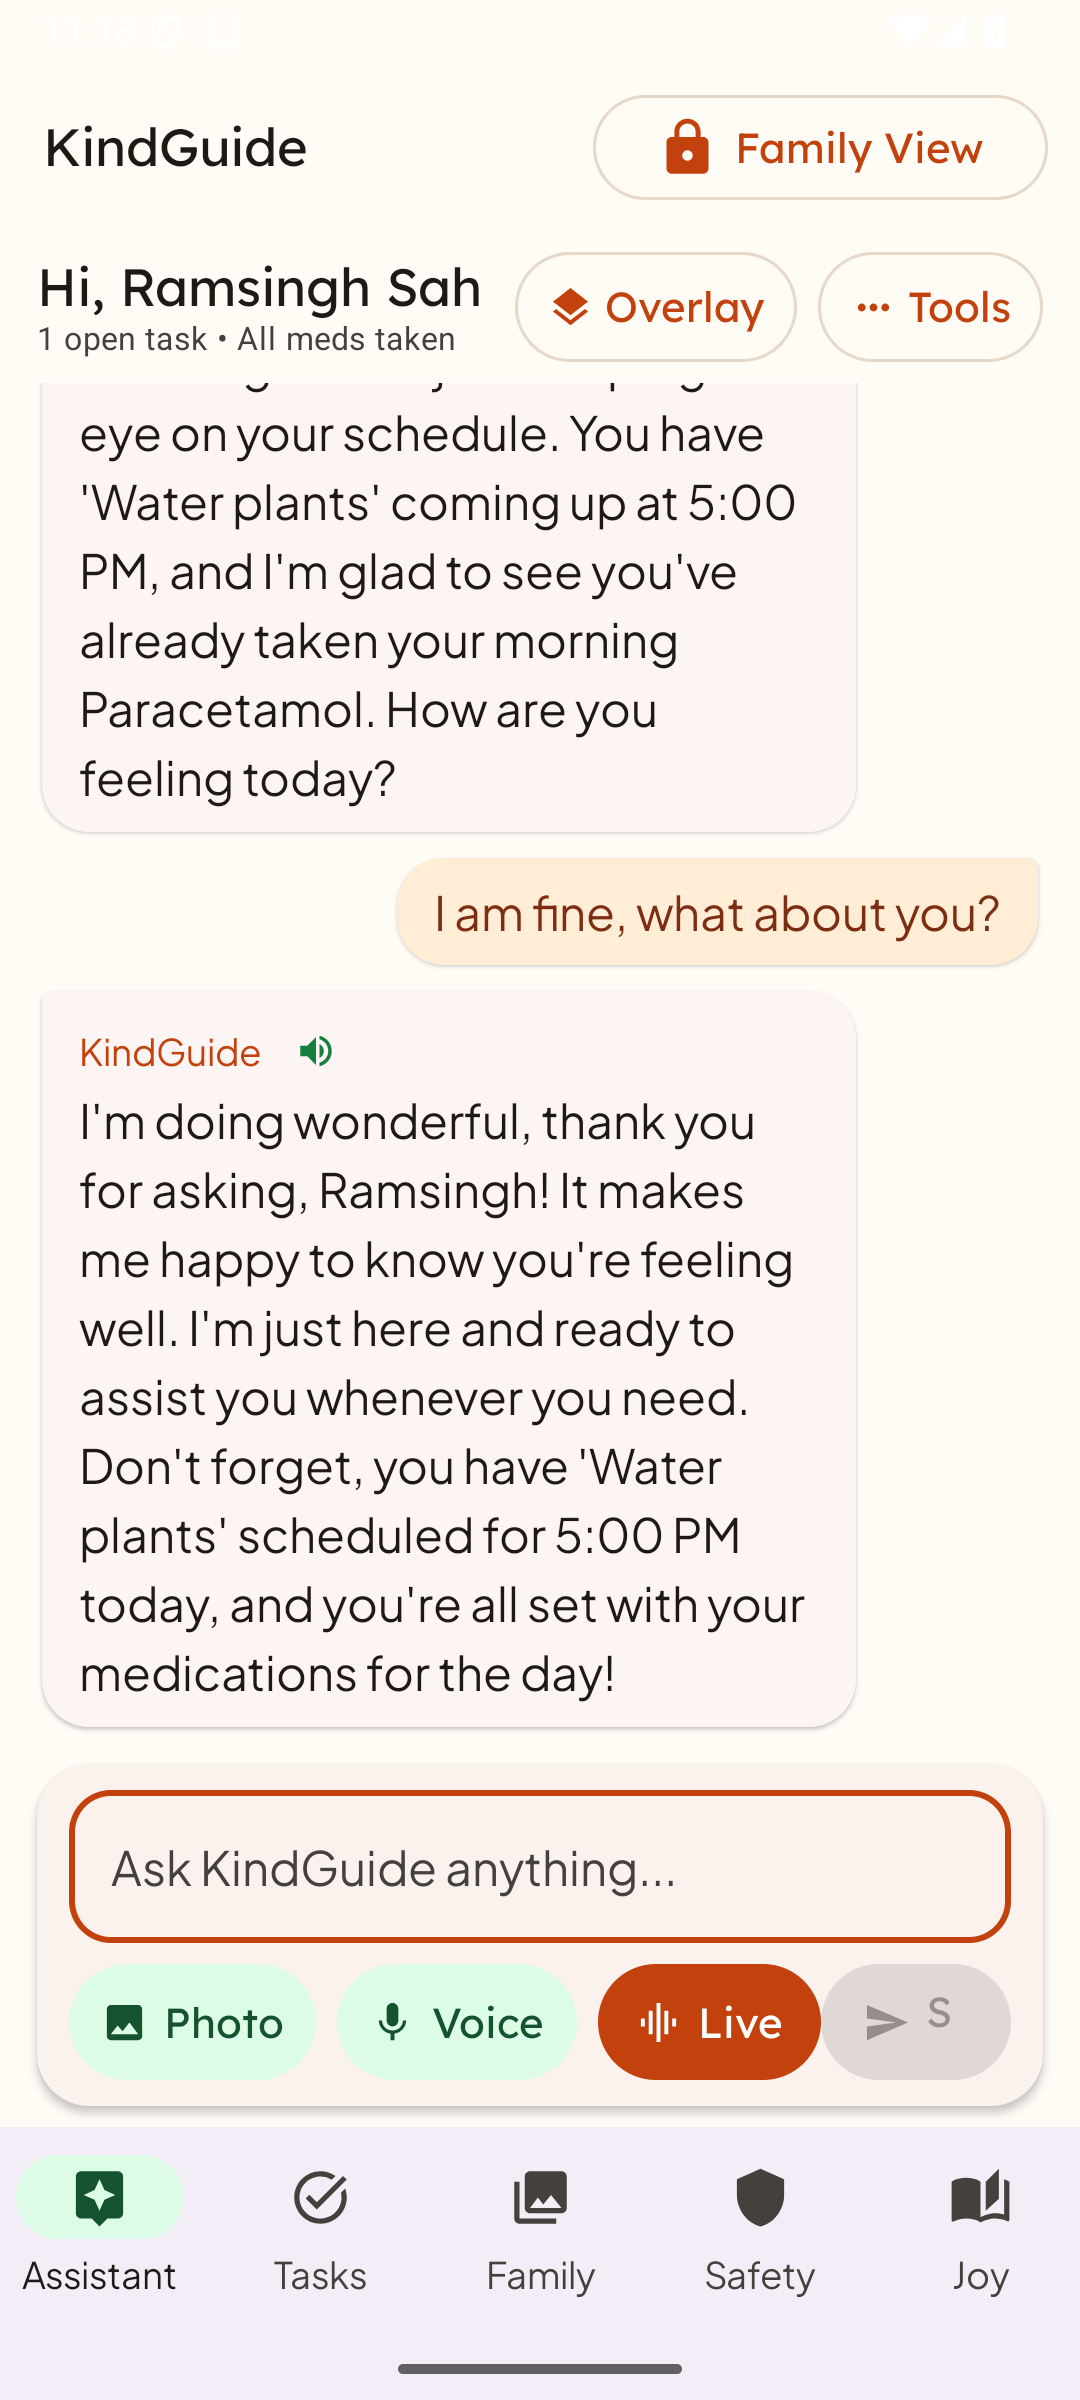 11:18
KindGuide
Family View
Hi, Ramsingh Sah
1 open task • All meds taken
Overlay
Tools
eye on your schedule. You have
'Water plants' coming up at 5:00
PM, and I'm glad to see you've
already taken your morning
Paracetamol. How are you
feeling today?
I am fine, what about you?
KindGuide
I'm doing wonderful, thank you
for asking, Ramsingh! It makes
me happy to know you're feeling
well. I'm just here and ready to
assist you whenever you need.
Don't forget, you have 'Water
plants' scheduled for 5:00 PM
today, and you're all set with your
medications for the day!
Ask KindGuide anything...
Photo
Voice
Live
S
Assistant
Tasks
Family
Safety
Joy